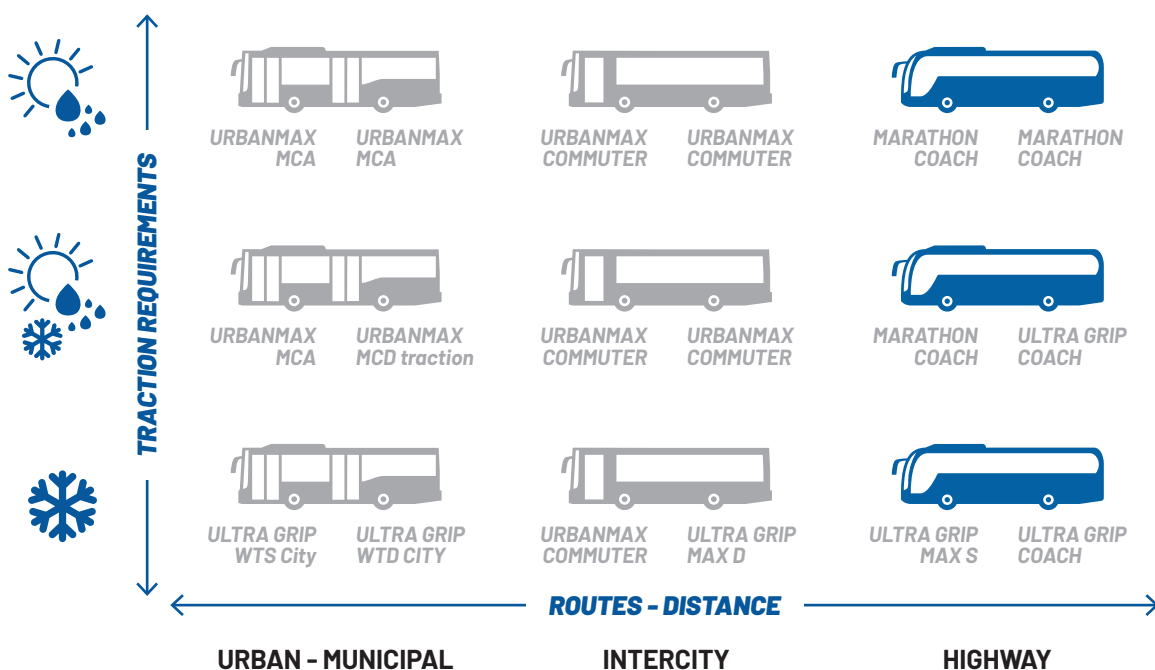 TRACTION REQUIREMENTS
URBANMAX MCA
URBANMAX MCA
URBANMAX COMMUTER
URBANMAX COMMUTER
MARATHON COACH
MARATHON COACH
URBANMAX MCA
URBANMAX MCD traction
URBANMAX COMMUTER
URBANMAX COMMUTER
MARATHON COACH
ULTRA GRIP COACH
ULTRA GRIP WTS City
ULTRA GRIP WTD CITY
URBANMAX COMMUTER
ULTRA GRIP MAX D
ULTRA GRIP MAX S
ULTRA GRIP COACH
ROUTES - DISTANCE
URBAN - MUNICIPAL
INTERCITY
HIGHWAY